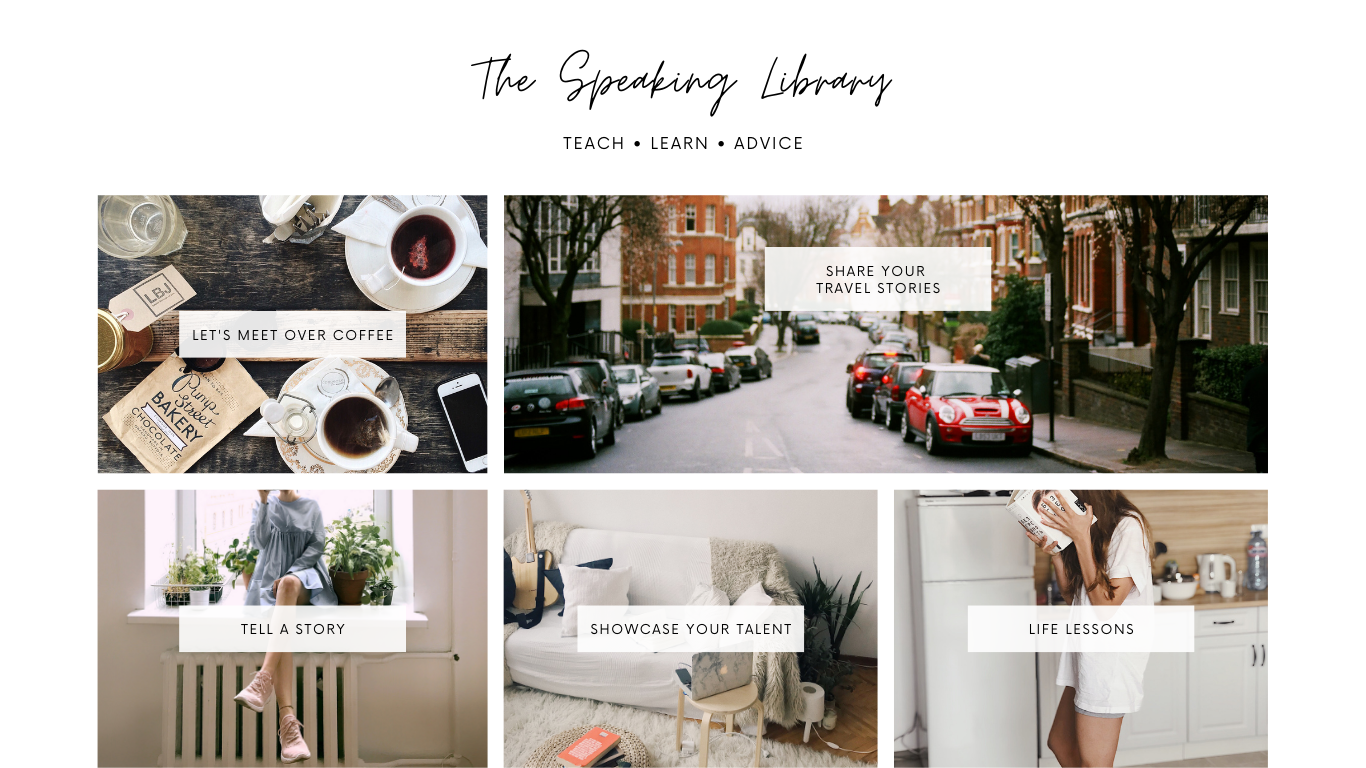 The Speaking Library
TEACH • LEARN • ADVICE
LBJ
LET'S MEET OVER COFFEE
Pump
Street
BAKERY
CHOCOLATE
SHARE YOUR
TRAVEL STORIES
TELL A STORY
SHOWCASE YOUR TALENT
LIFE LESSONS